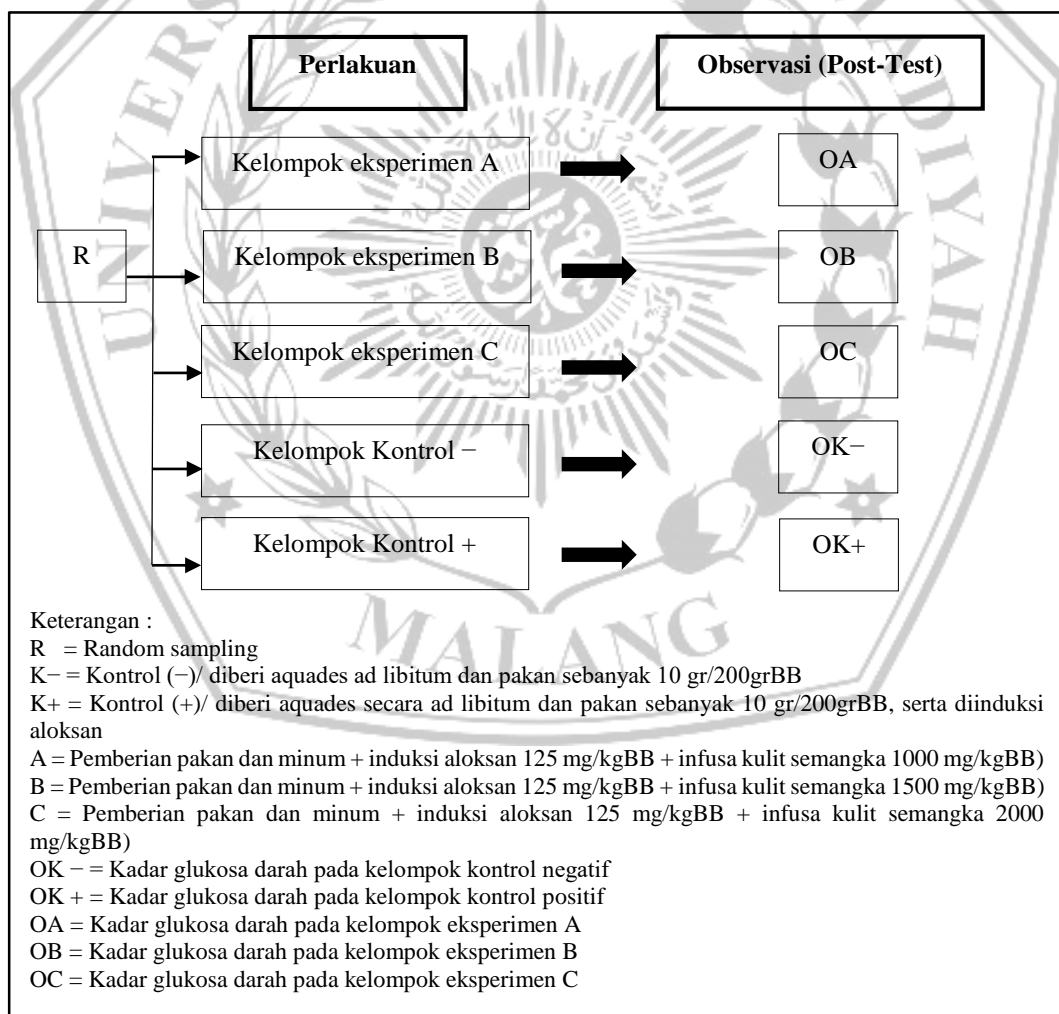 Perlakuan
Observasi (Post-Test)
Kelompok eksperimen A
OA
R
Kelompok eksperimen B
OB
Kelompok eksperimen C
OC
Kelompok Kontrol −
OK−
Kelompok Kontrol +
OK+
MALANG
Keterangan :
R = Random sampling
K− = Kontrol (−)/ diberi aquades ad libitum dan pakan sebanyak 10 gr/200grBB
K+ = Kontrol (+)/ diberi aquades secara ad libitum dan pakan sebanyak 10 gr/200grBB, serta diinduksi
aloksan
A = Pemberian pakan dan minum + induksi aloksan 125 mg/kgBB + infusa kulit semangka 1000 mg/kgBB)
B = Pemberian pakan dan minum + induksi aloksan 125 mg/kgBB + infusa kulit semangka 1500 mg/kgBB)
C = Pemberian pakan dan minum + induksi aloksan 125 mg/kgBB + infusa kulit semangka 2000
mg/kgBB)
OK − = Kadar glukosa darah pada kelompok kontrol negatif
OK + = Kadar glukosa darah pada kelompok kontrol positif
OA = Kadar glukosa darah pada kelompok eksperimen A
OB = Kadar glukosa darah pada kelompok eksperimen B
OC = Kadar glukosa darah pada kelompok eksperimen C